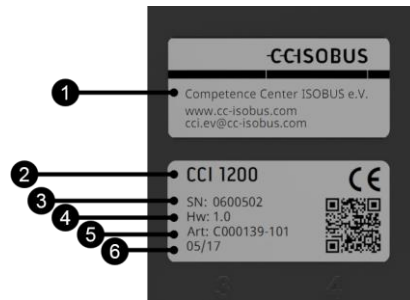 CCISOBUS
1
Competence Center ISOBUS e.V.
www.cc-isobus.com
cci.ev@cc-isobus.com
2
CCI 1200
CE
3
SN: 0600502
4
Hw: 1.0
5
Art: C000139-101
6
05/17